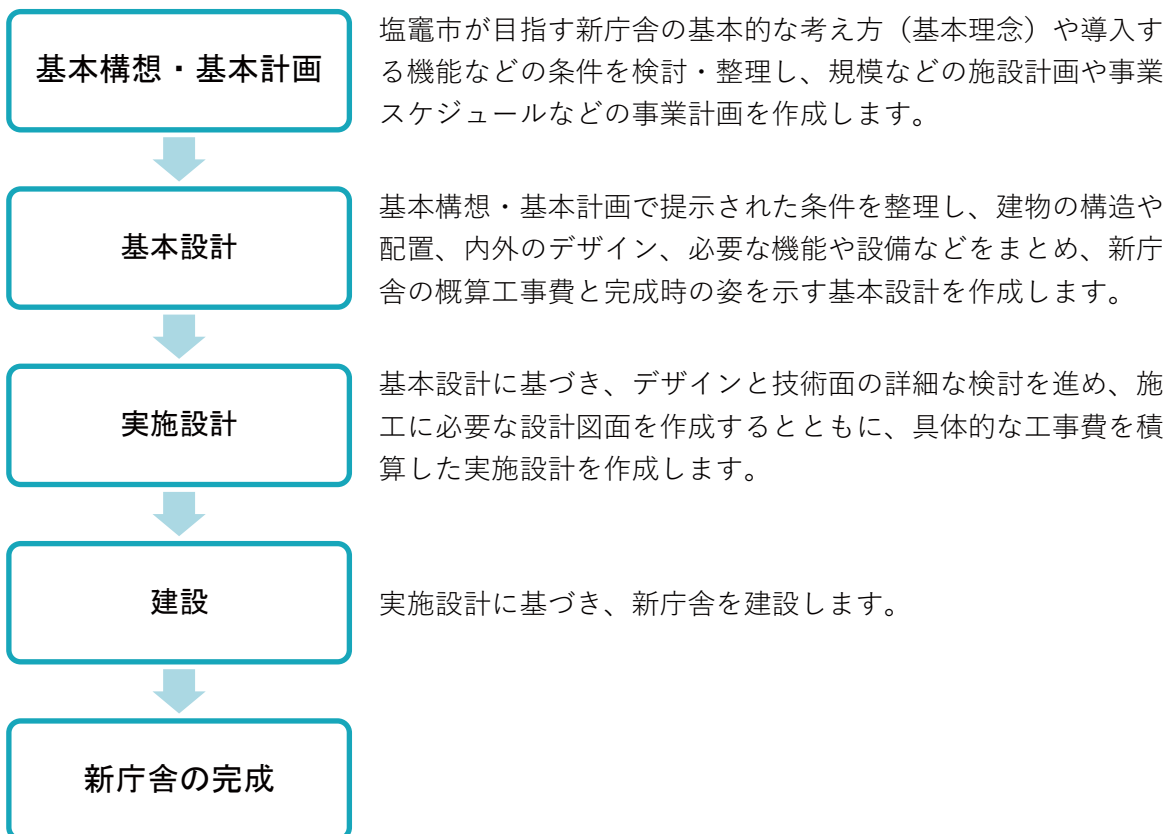 基本構想・基本計画
塩竈市が目指す新庁舎の基本的な考え方（基本理念）や導入す
る機能などの条件を検討・整理し、規模などの施設計画や事業
スケジュールなどの事業計画を作成します。
基本設計
基本構想・基本計画で提示された条件を整理し、建物の構造や
配置、内外のデザイン、必要な機能や設備などをまとめ、新庁
舎の概算工事費と完成時の姿を示す基本設計を作成します。
実施設計
基本設計に基づき、デザインと技術面の詳細な検討を進め、施
工に必要な設計図面を作成するとともに、具体的な工事費を積
算した実施設計を作成します。
建設
実施設計に基づき、新庁舎を建設します。
新庁舎の完成